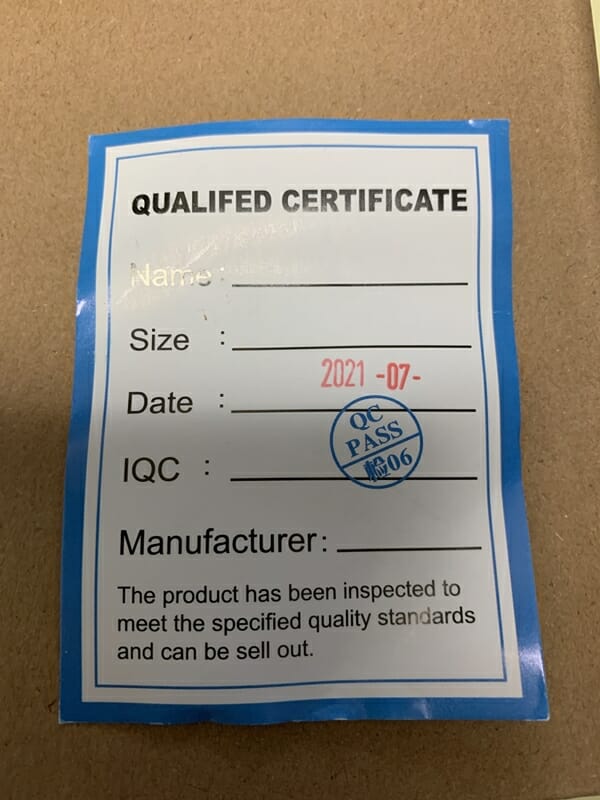 QUALIFED CERTIFICATE
Name :
Size :
2021 -07-
Date :
QC
PASS
检06
IQC :
Manufacturer:
The product has been inspected to
meet the specified quality standards
and can be sell out.